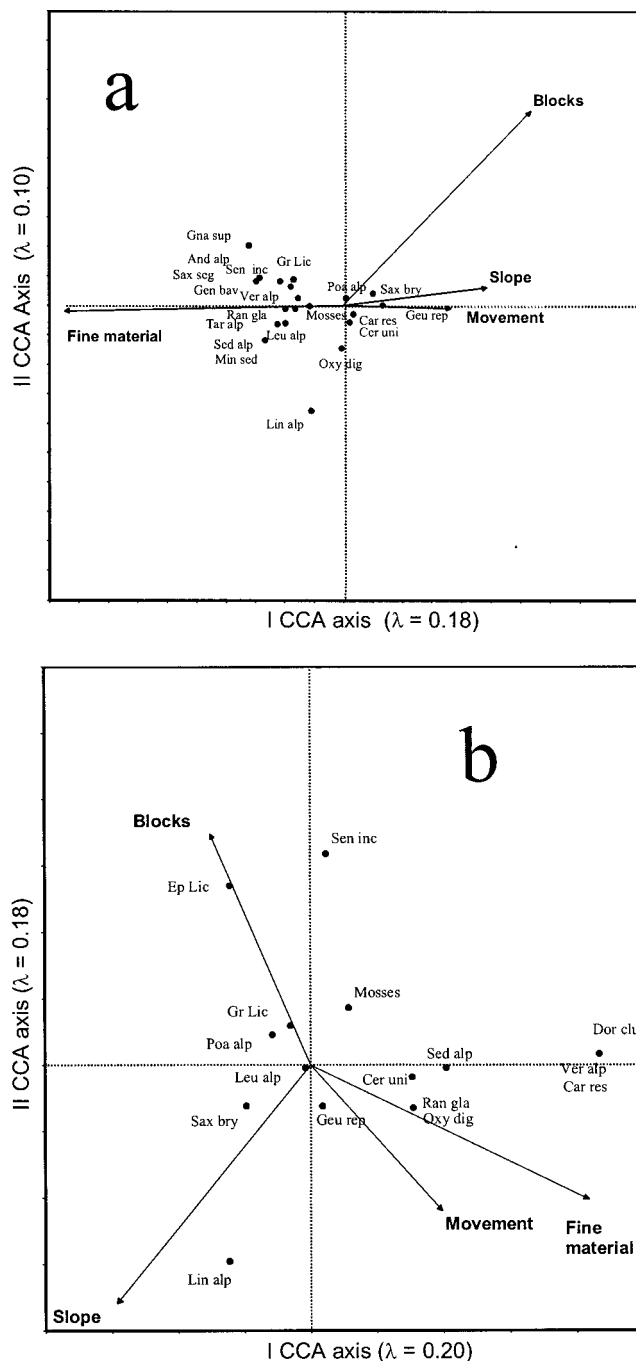 a
Blocks
Gna sup
And alp
Sen inc
Gr Lic
Sax seg
Gen bav
Ver alp
Poa alp
Sax bry
Slope
Ran gla
Mosses
Car res
Geu rep
Movement
Fine material
Tar alp
Leu alp
Cer uni
Sed alp
Min sed
Oxy dig
Lin alp
II CCA Axis (λ = 0.10)
I CCA axis (λ = 0.18)
b
Blocks
Sen inc
Ep Lic
Mosses
Gr Lic
Poa alp
Dor clu
Leu alp
Sed alp
Ver alp
Cer uni
Car res
Sax bry
Geu rep
Ran gla
Oxy dig
Movement
Fine
material
Lin alp
Slope
II CCA axis (λ = 0.18)
I CCA axis (λ = 0.20)